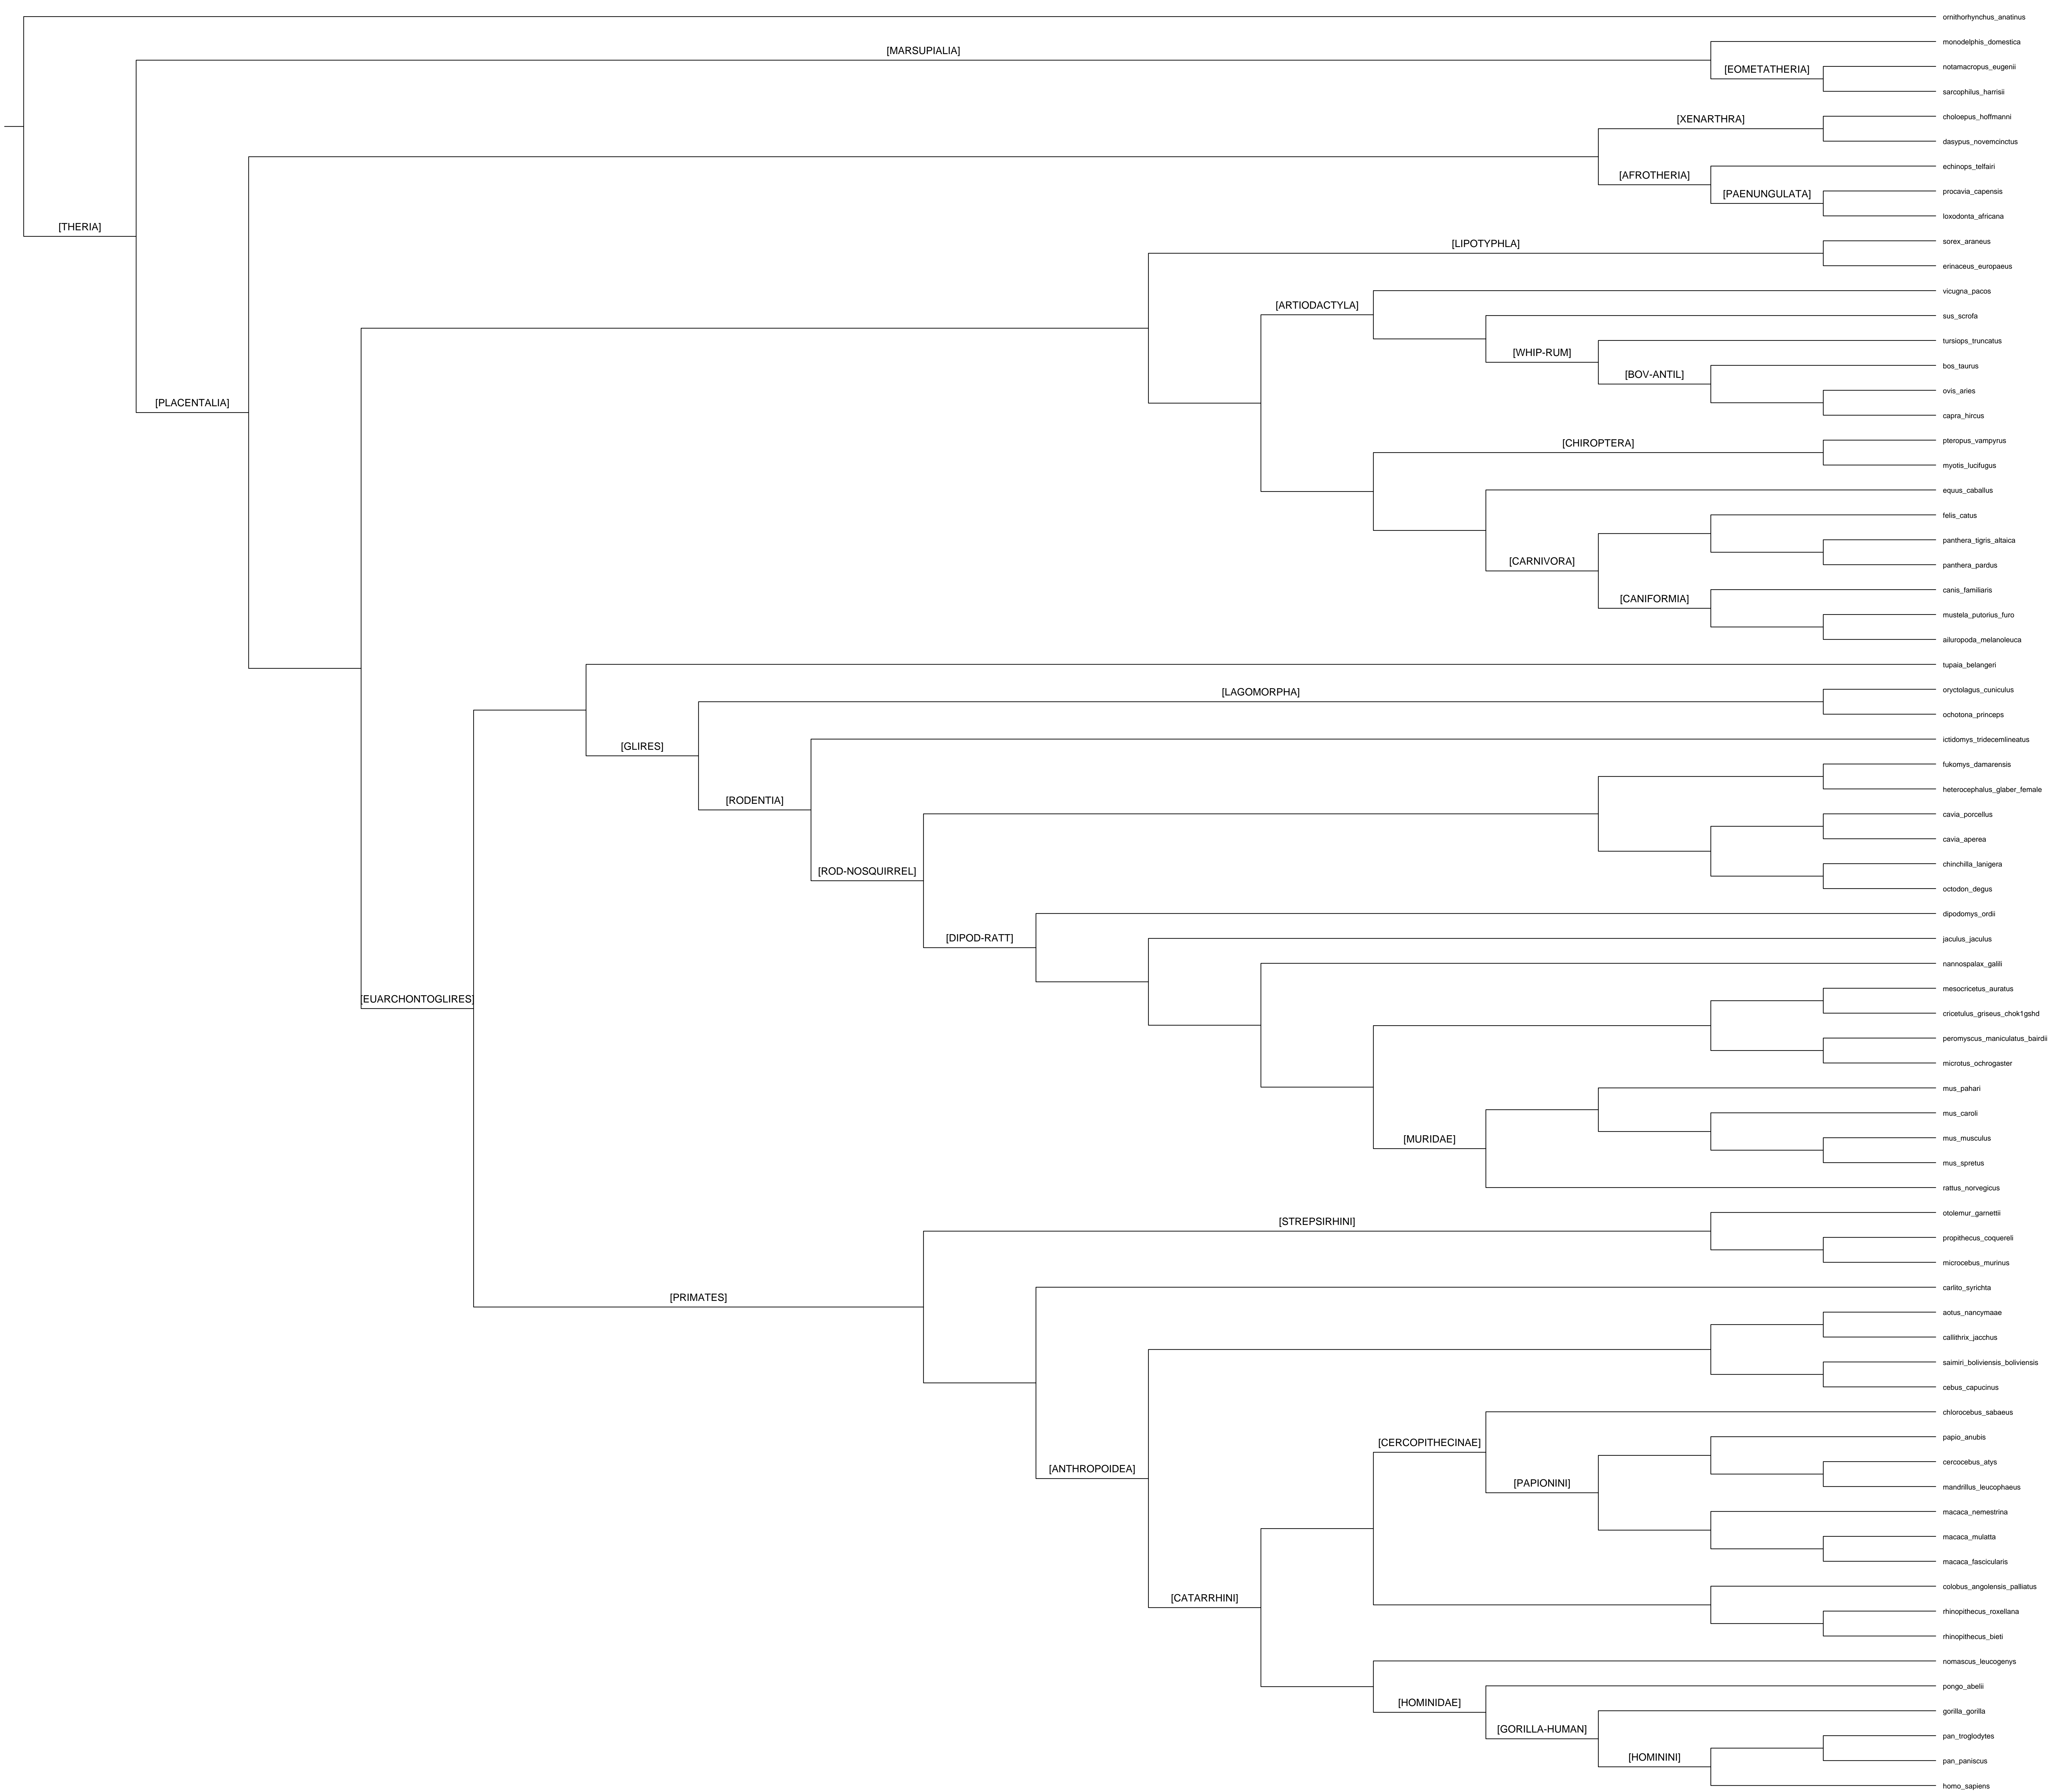 ornithorhynchus_anatinus
monodelphis_domestica
[MARSUPIALIA]
notamacropus_eugenii
[EOMETATHERIA]
sarcophilus_harrisii
choloepus_hoffmanni
[XENARTHRA]
dasypus_novemcinctus
echinops_telfairi
[AFROTHERIA]
procavia_capensis
[PAENUNGULATA]
loxodonta_africana
[THERIA]
sorex_araneus
[LIPOTYPHLA]
erinaceus_europaeus
vicugna_pacos
[ARTIODACTYLA]
sus_scrofa
tursiops_truncatus
[WHIP-RUM]
bos_taurus
[BOV-ANTIL]
ovis_aries
[PLACENTALIA]
capra_hircus
pteropus_vampyrus
[CHIROPTERA]
myotis_lucifugus
equus_caballus
felis_catus
panthera_tigris_altaica
[CARNIVORA]
panthera_pardus
canis_familiaris
[CANIFORMIA]
mustela_putorius_furo
ailuropoda_melanoleuca
tupaia_belangeri
oryctolagus_cuniculus
[LAGOMORPHA]
ochotona_princeps
ictidomys_tridecemlineatus
[GLIRES]
fukomys_damarensis
heterocephalus_glaber_female
[RODENTIA]
cavia_porcellus
cavia_aperea
chinchilla_lanigera
[ROD-NOSQUIRREL]
octodon_degus
dipodomys_ordii
[DIPOD-RATT]
jaculus_jaculus
nannospalax_galili
mesocricetus_auratus
[EUARCHONTOGLIRES]
cricetulus_griseus_chok1gshd
peromyscus_maniculatus_bairdii
microtus_ochrogaster
mus_pahari
mus_caroli
mus_musculus
[MURIDAE]
mus_spretus
rattus_norvegicus
otolemur_garnettii
[STREPSIRHINI]
propithecus_coquereli
microcebus_murinus
carlito_syrichta
[PRIMATES]
aotus_nancymaae
callithrix_jacchus
saimiri_boliviensis_boliviensis
cebus_capucinus
chlorocebus_sabaeus
papio_anubis
[CERCOPITHECINAE]
cercocebus_atys
[ANTHROPOIDEA]
[PAPIONINI]
mandrillus_leucophaeus
macaca_nemestrina
macaca_mulatta
macaca_fascicularis
colobus_angolensis_palliatus
[CATARRHINI]
rhinopithecus_roxellana
rhinopithecus_bieti
nomascus_leucogenys
pongo_abelii
[HOMINIDAE]
gorilla_gorilla
[GORILLA-HUMAN]
pan_troglodytes
[HOMININI]
pan_paniscus
homo_sapiens